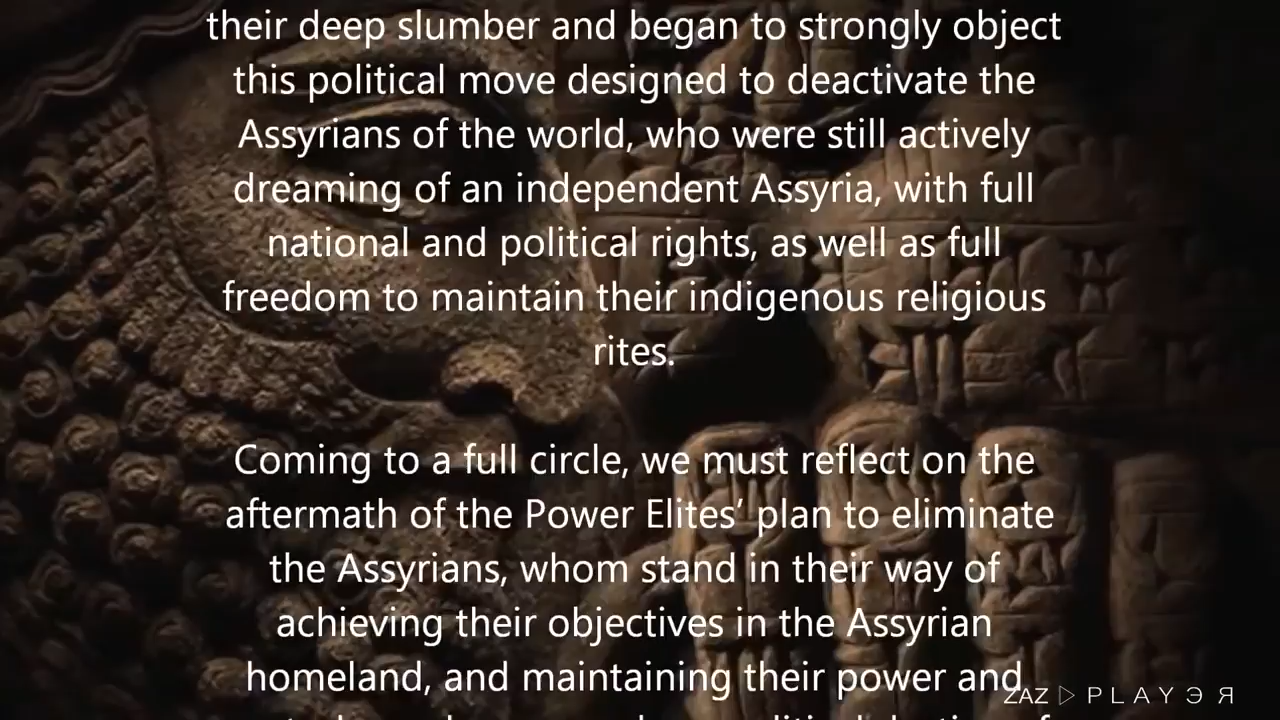 their deep slumber and began to strongly object
this political move designed to deactivate the
Assyrians of the world, who were still actively
dreaming of an independent Assyria, with full
national and political rights, as well as full
freedom to maintain their indigenous religious
rites.
Coming to a full circle, we must reflect on the
aftermath of the Power Elites’ plan to eliminate
the Assyrians, whom stand in their way of
achieving their objectives in the Assyrian
homeland, and maintaining their power and
ZAZ PLAYЭЯ